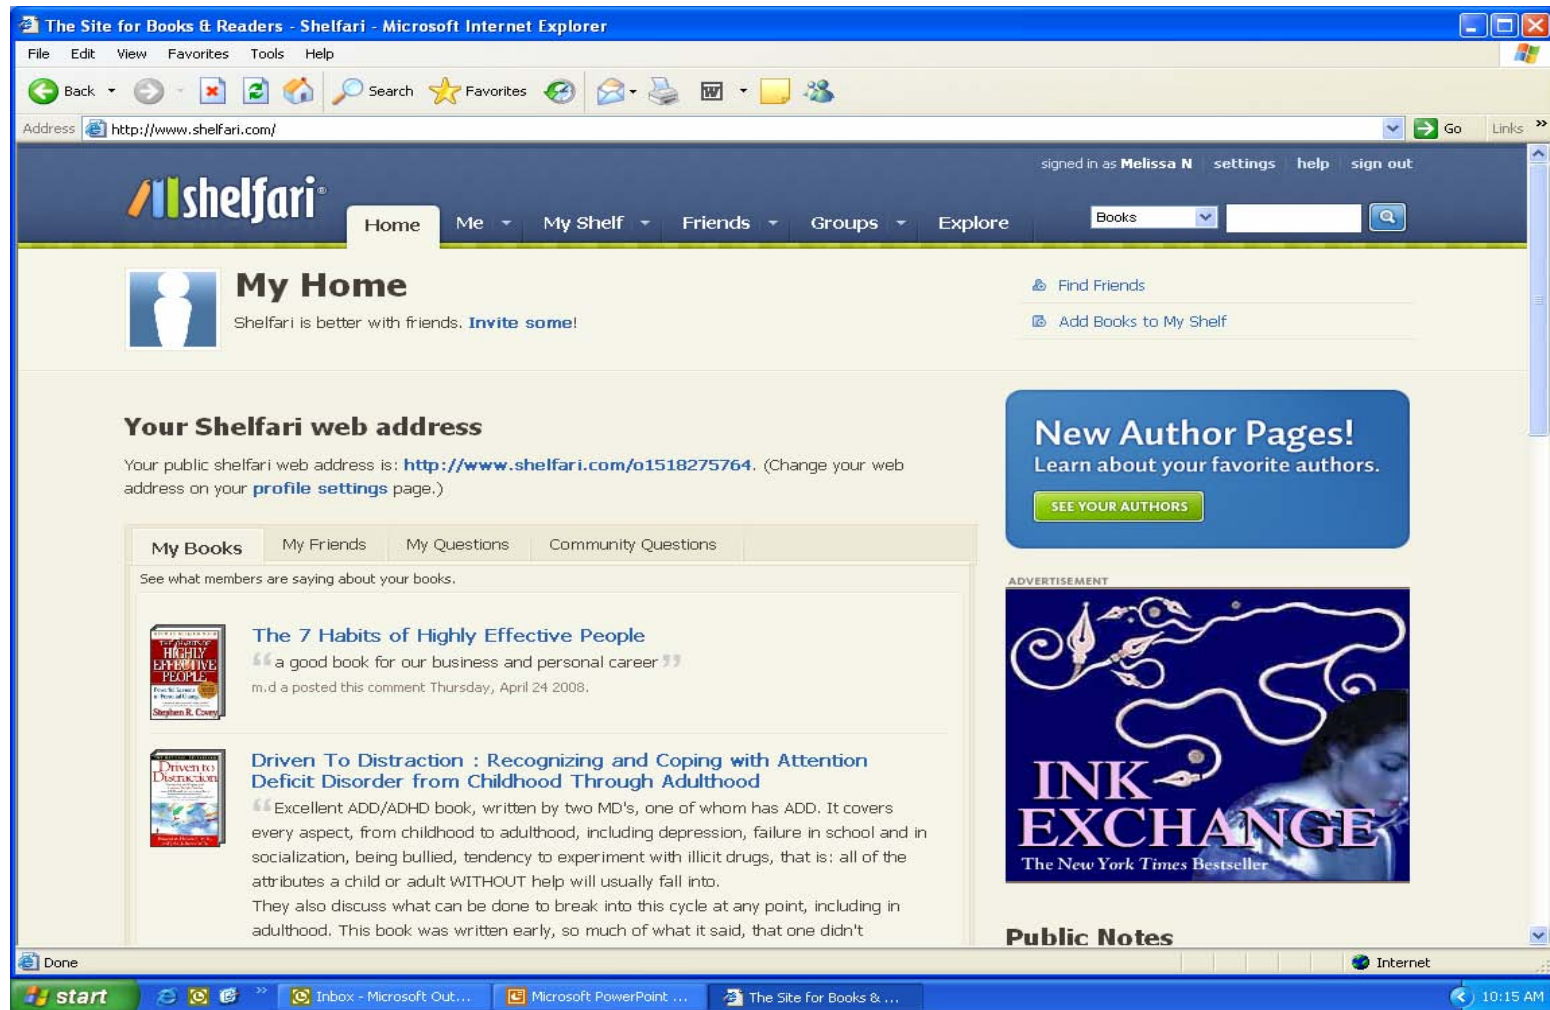 The Site for Books & Readers - Shelfari - Microsoft Internet Explorer
File Edit View Favorites Tools Help
Back Search Favorites
Address http://www.shelfari.com/ Go Links »
signed in as Melissa N settings help sign out
shelfari®
Home Me My Shelf Friends Groups Explore Books
My Home
Shelfari is better with friends. Invite some!
Find Friends
Add Books to My Shelf
Your Shelfari web address
Your public shelfari web address is: http://www.shelfari.com/o1518275764. (Change your web
address on your profile settings page.)
New Author Pages!
Learn about your favorite authors.
SEE YOUR AUTHORS
My Books My Friends My Questions Community Questions
See what members are saying about your books.
THE 7 HABITS OF
HIGHLY
EFFECTIVE
PEOPLE
Stephen R. Covey
The 7 Habits of Highly Effective People
“ a good book for our business and personal career ”
m.d a posted this comment Thursday, April 24 2008.
Driven to
Distraction
Driven To Distraction : Recognizing and Coping with Attention
Deficit Disorder from Childhood Through Adulthood
“ Excellent ADD/ADHD book, written by two MD's, one of whom has ADD. It covers
every aspect, from childhood to adulthood, including depression, failure in school and in
socialization, being bullied, tendency to experiment with illicit drugs, that is: all of the
attributes a child or adult WITHOUT help will usually fall into.
They also discuss what can be done to break into this cycle at any point, including in
adulthood. This book was written early, so much of what it said, that one didn't
ADVERTISEMENT
INK
EXCHANGE
The New York Times Bestseller
Public Notes
Done Internet
start » Inbox - Microsoft Out... Microsoft PowerPoint ... The Site for Books & ... 10:15 AM